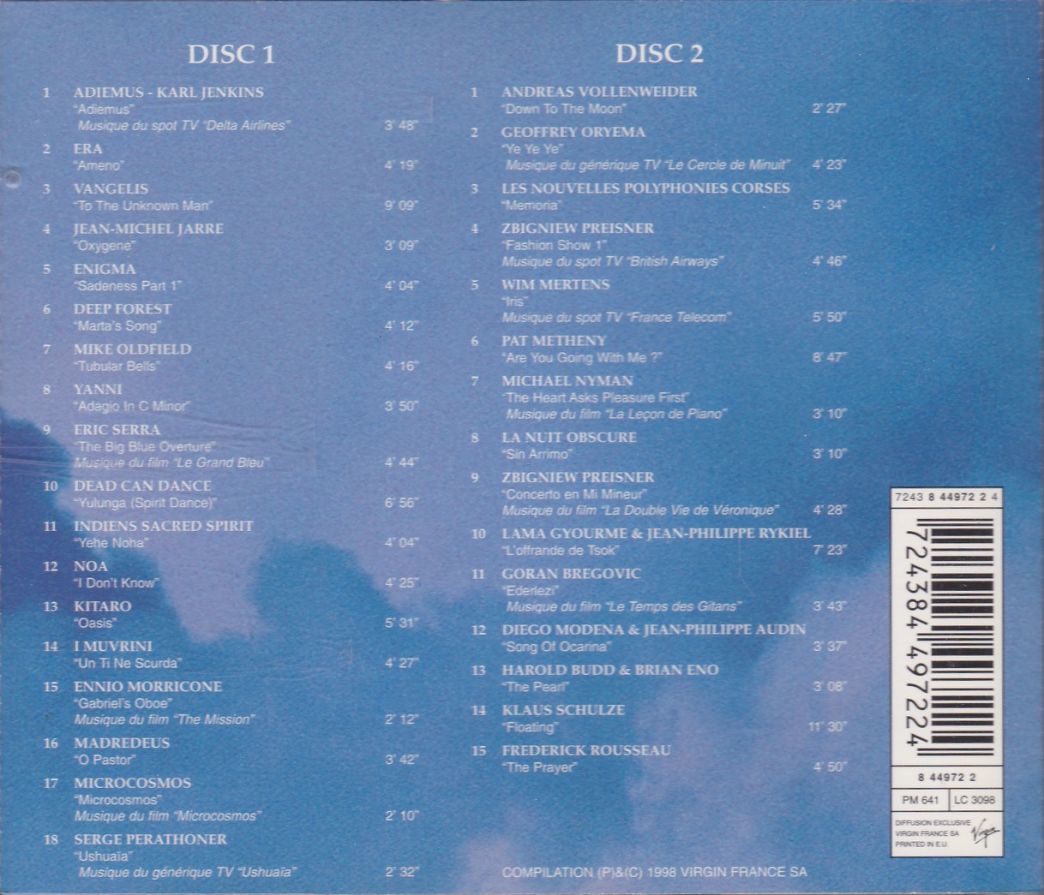 DISC 1
1 ADIEMUS - KARL JENKINS
"Adiemus"
Musique du spot TV "Delta Airlines" 3' 48"
2 ERA
"Ameno" 4' 19"
3 VANGELIS
"To The Unknown Man" 9' 09"
4 JEAN-MICHEL JARRE
"Oxygene" 3' 09"
5 ENIGMA
"Sadeness Part 1" 4' 04"
6 DEEP FOREST
"Marta's Song" 4' 12"
7 MIKE OLDFIELD
"Tubular Bells" 4' 16"
8 YANNI
"Adagio In C Minor" 3' 50"
9 ERIC SERRA
"The Big Blue Overture"
Musique du film "Le Grand Bleu" 4' 44"
10 DEAD CAN DANCE
"Yulunga (Spirit Dance)" 6' 56"
11 INDIENS SACRED SPIRIT
"Yehe Noha" 4' 04"
12 NOA
"I Don't Know" 4' 25"
13 KITARO
"Oasis" 5' 31"
14 I MUVRINI
"Un Ti Ne Scurda" 4' 27"
15 ENNIO MORRICONE
"Gabriel's Oboe"
Musique du film "The Mission" 2' 12"
16 MADREDEUS
"O Pastor" 3' 42"
17 MICROCOSMOS
"Microcosmos"
Musique du film "Microcosmos" 2' 10"
18 SERGE PERATHONER
"Ushuaïa"
Musique du générique TV "Ushuaïa" 2' 32"
DISC 2
1 ANDREAS VOLLENWEIDER
"Down To The Moon" 2' 27"
2 GEOFFREY ORYEMA
"Ye Ye Ye"
Musique du générique TV "Le Cercle de Minuit" 4' 23"
3 LES NOUVELLES POLYPHONIES CORSES
"Memoria" 5' 34"
4 ZBIGNIEW PREISNER
"Fashion Show 1"
Musique du spot TV "British Airways" 4' 46"
5 WIM MERTENS
"Iris"
Musique du spot TV "France Telecom" 5' 50"
6 PAT METHENY
"Are You Going With Me ?" 8' 47"
7 MICHAEL NYMAN
"The Heart Asks Pleasure First"
Musique du film "La Leçon de Piano" 3' 10"
8 LA NUIT OBSCURE
"Sin Arrimo" 3' 10"
9 ZBIGNIEW PREISNER
"Concerto en Mi Mineur"
Musique du film "La Double Vie de Véronique" 4' 28"
10 LAMA GYOURME & JEAN-PHILIPPE RYKIEL
"L'offrande de Tsok" 7' 23"
11 GORAN BREGOVIC
"Ederlezi"
Musique du film "Le Temps des Gitans" 3' 43"
12 DIEGO MODENA & JEAN-PHILIPPE AUDIN
"Song Of Ocarina" 3' 37"
13 HAROLD BUDD & BRIAN ENO
"The Pearl" 3' 08"
14 KLAUS SCHULZE
"Floating" 11' 30"
15 FREDERICK ROUSSEAU
"The Prayer" 4' 50"
COMPILATION (P)&(C) 1998 VIRGIN FRANCE SA
7243 8 44972 2 4
724384497224
8 44972 2
PM 641 LC 3098
DIFFUSION EXCLUSIVE
VIRGIN FRANCE SA
PRINTED IN E.U.
Virgin